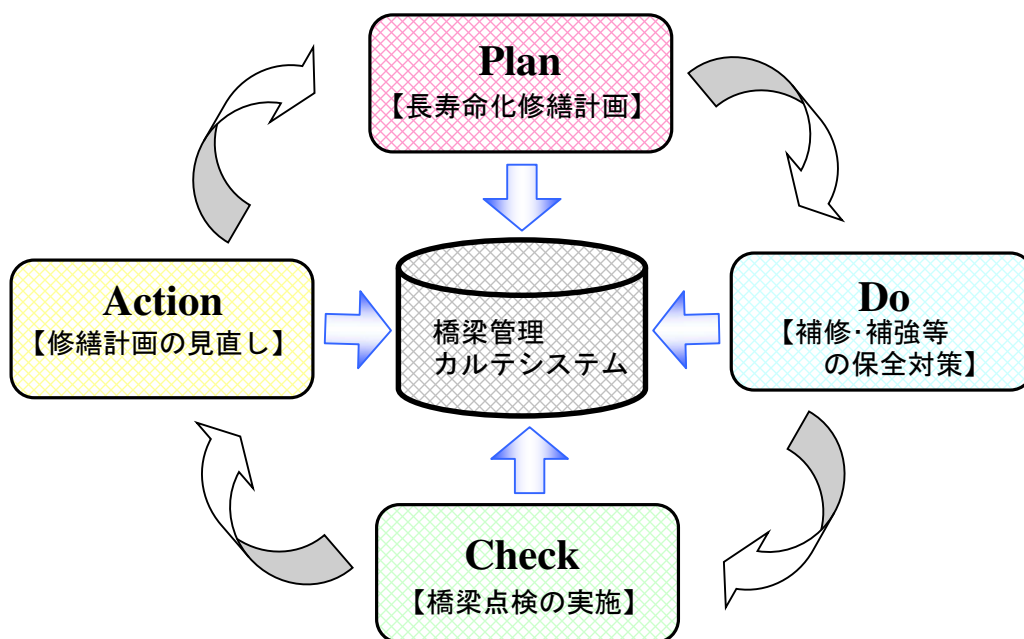 Plan
【長寿命化修繕計画】
Action
【修繕計画の見直し】
橋梁管理
カルテシステム
Do
【補修･補強等
の保全対策】
Check
【橋梁点検の実施】